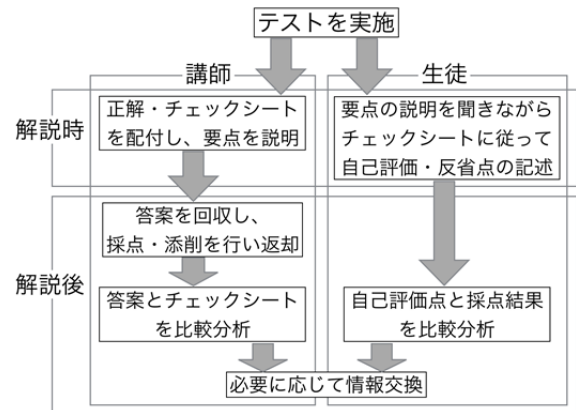 テストを実施
講師
生徒
解説時
正解・チェックシート
を配付し、要点を説明
要点の説明を聞きながら
チェックシートに従って
自己評価・反省点の記述
解説後
答案を回収し、
採点・添削を行い返却
答案とチェックシート
を比較分析
自己評価点と採点結果
を比較分析
必要に応じて情報交換